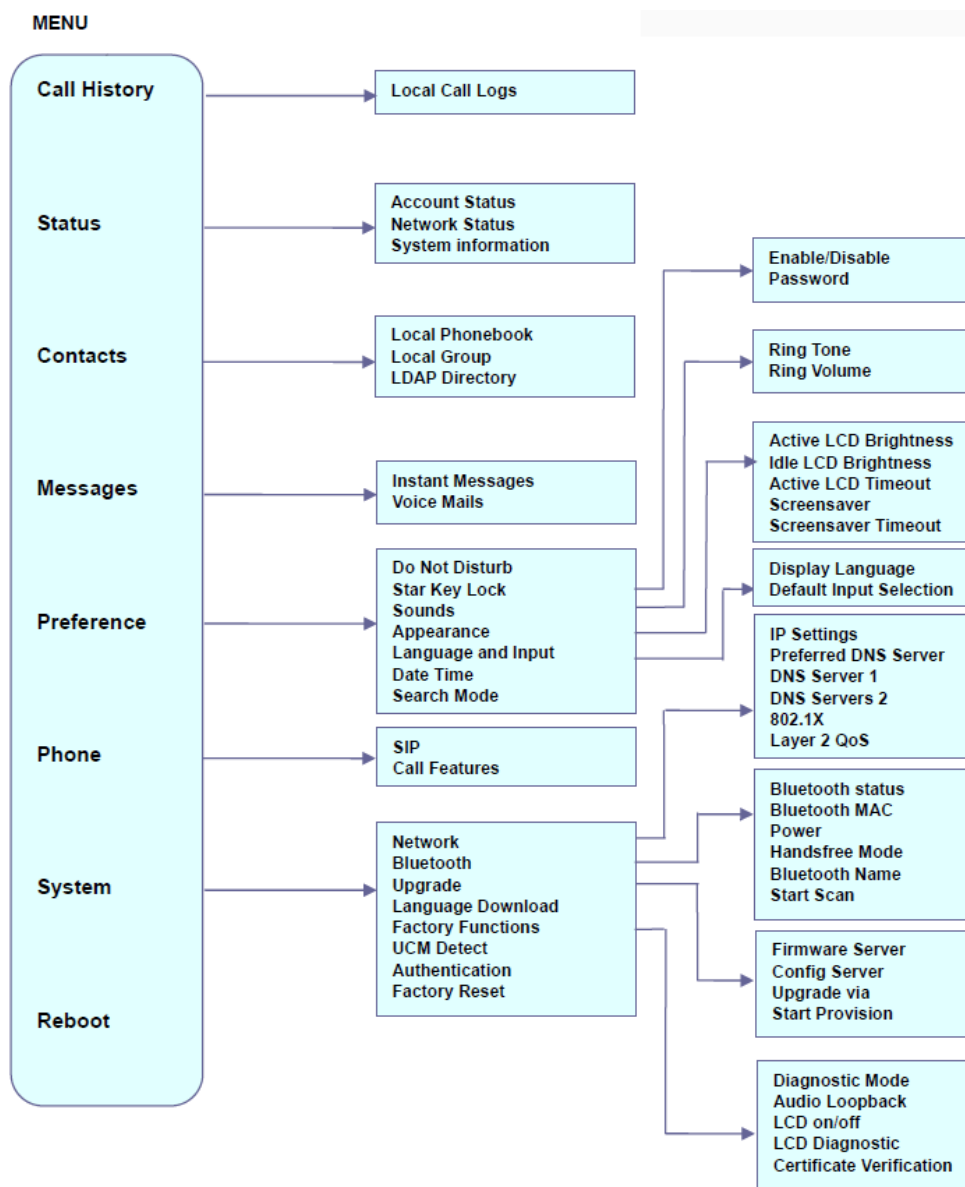 MENU
Call History
Local Call Logs
Status
Account Status
Network Status
System information
Enable/Disable
Password
Contacts
Local Phonebook
Local Group
LDAP Directory
Ring Tone
Ring Volume
Messages
Instant Messages
Voice Mails
Active LCD Brightness
Idle LCD Brightness
Active LCD Timeout
Screensaver
Screensaver Timeout
Preference
Do Not Disturb
Star Key Lock
Sounds
Appearance
Language and Input
Date Time
Search Mode
Display Language
Default Input Selection
IP Settings
Preferred DNS Server
DNS Server 1
DNS Servers 2
802.1X
Layer 2 QoS
Phone
SIP
Call Features
System
Network
Bluetooth
Upgrade
Language Download
Factory Functions
UCM Detect
Authentication
Factory Reset
Bluetooth status
Bluetooth MAC
Power
Handsfree Mode
Bluetooth Name
Start Scan
Firmware Server
Config Server
Upgrade via
Start Provision
Reboot
Diagnostic Mode
Audio Loopback
LCD on/off
LCD Diagnostic
Certificate Verification